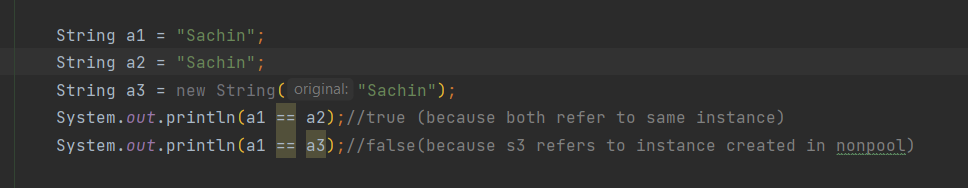 String a1 = "Sachin";
String a2 = "Sachin";
String a3 = new String( original: "Sachin");
System.out.println(a1 == a2);//true (because both refer to same instance)
System.out.println(a1 == a3);//false(because s3 refers to instance created in nonpool)